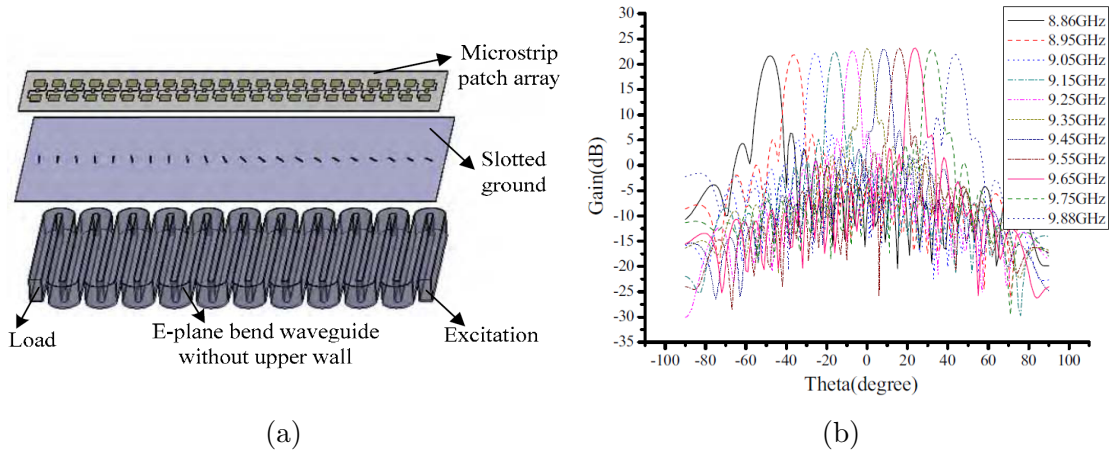 Microstrip
patch array
Slotted
ground
Load
E-plane bend waveguide
without upper wall
Excitation
(a)
Gain(dB)
30
25
20
15
10
5
0
-5
-10
-15
-20
-25
-30
-35
-100 -80 -60 -40 -20 0 20 40 60 80 100
Theta(degree)
8.86GHz
8.95GHz
9.05GHz
9.15GHz
9.25GHz
9.35GHz
9.45GHz
9.55GHz
9.65GHz
9.75GHz
9.88GHz
(b)